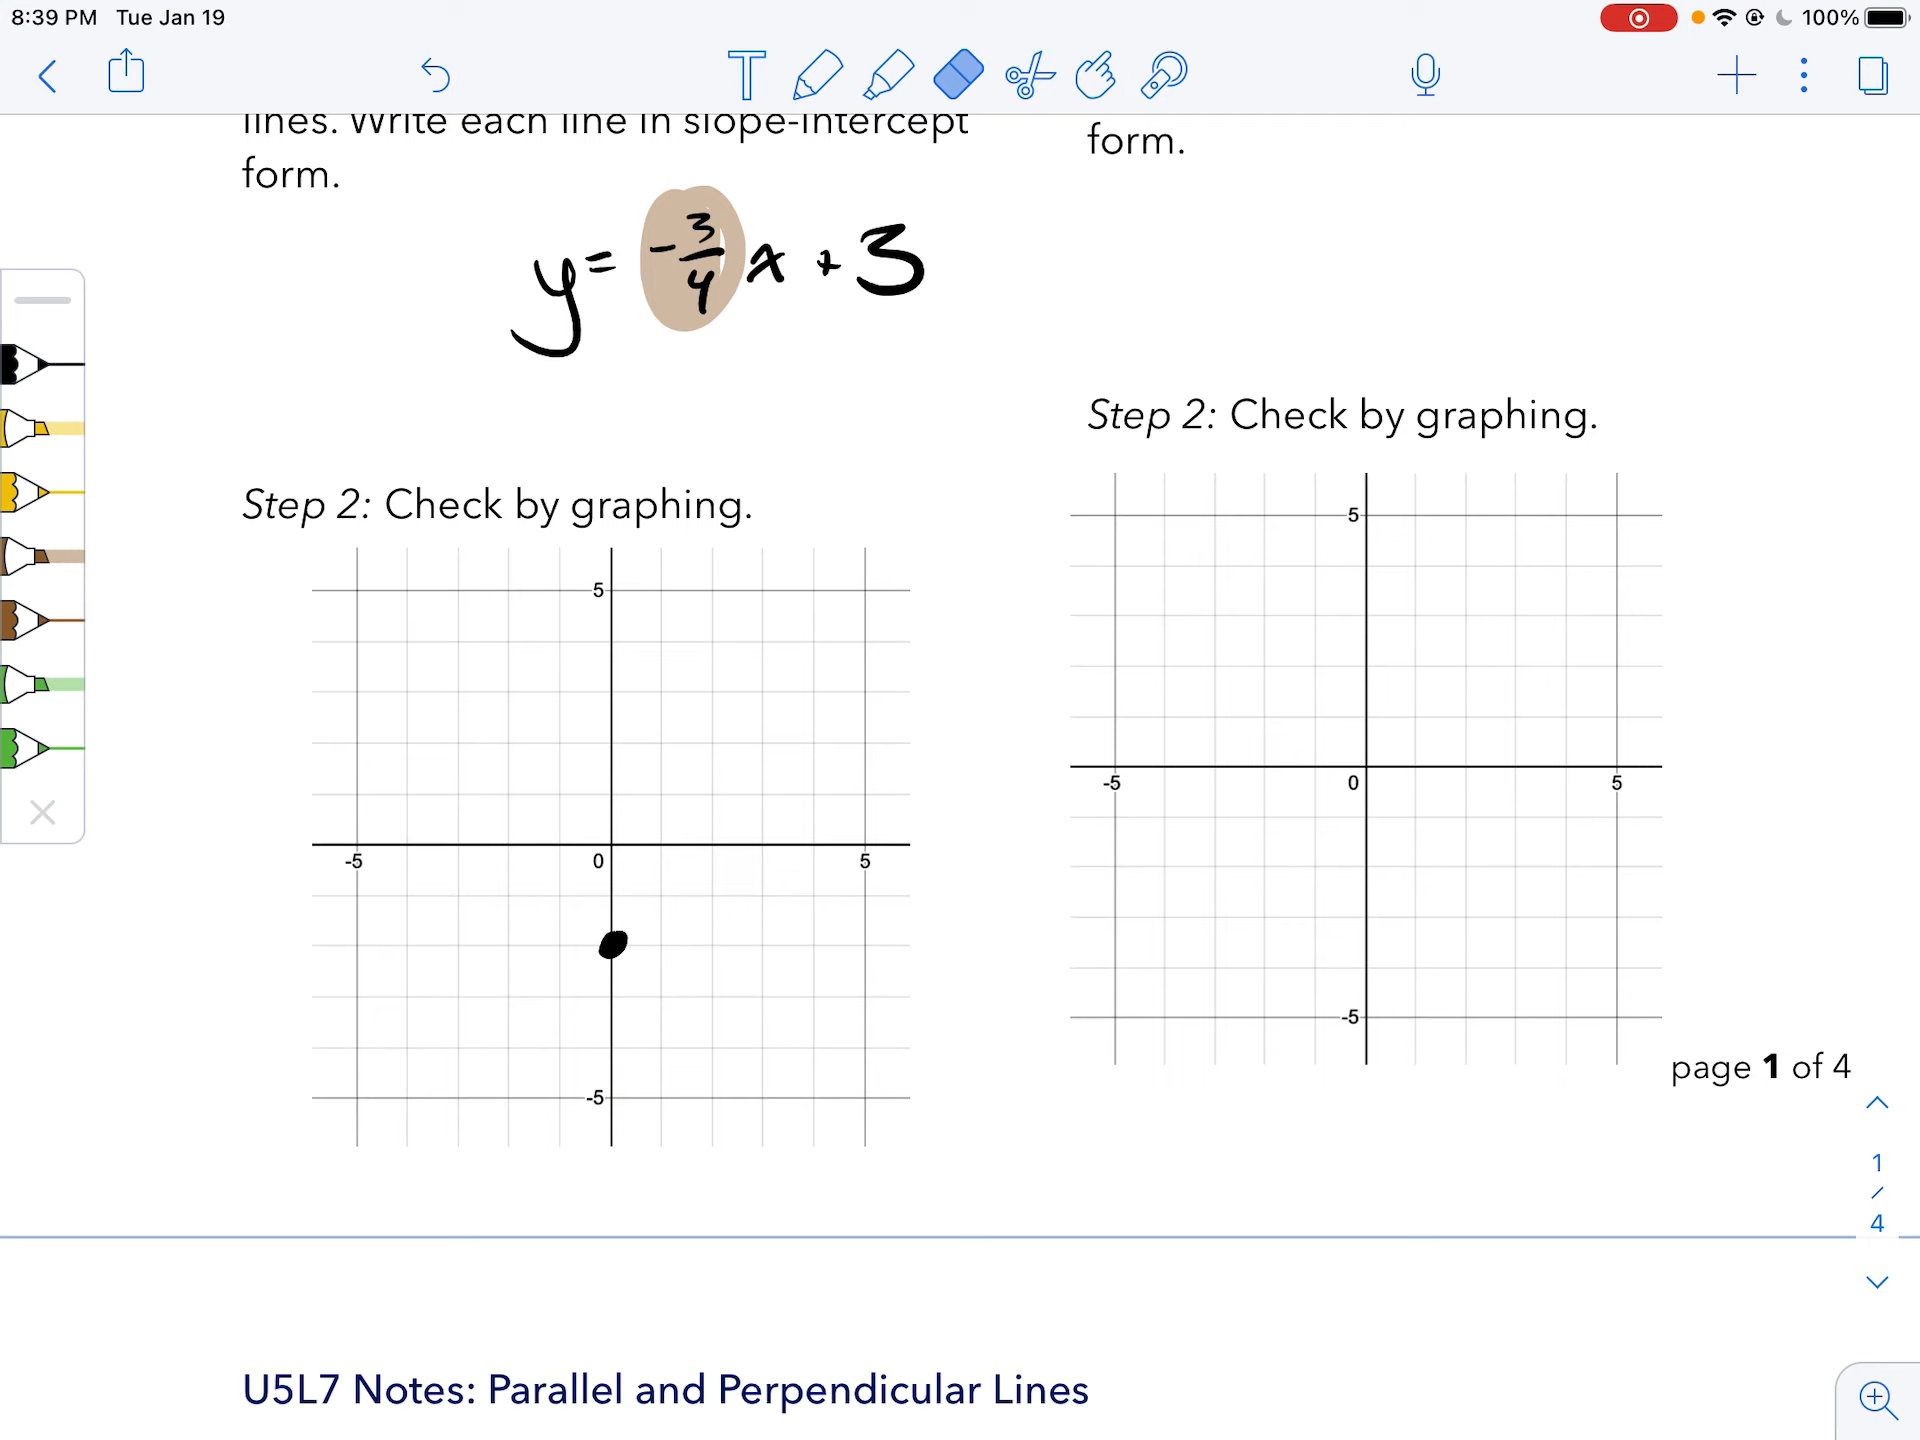 8:39 PM Tue Jan 19
100%
T
lines. Write each line in slope-intercept
form.
y = -3/4 x + 3
Step 2: Check by graphing.
5
-5 0 5
-5
form.
Step 2: Check by graphing.
5
-5 0 5
-5
page 1 of 4
1
/
4
U5L7 Notes: Parallel and Perpendicular Lines